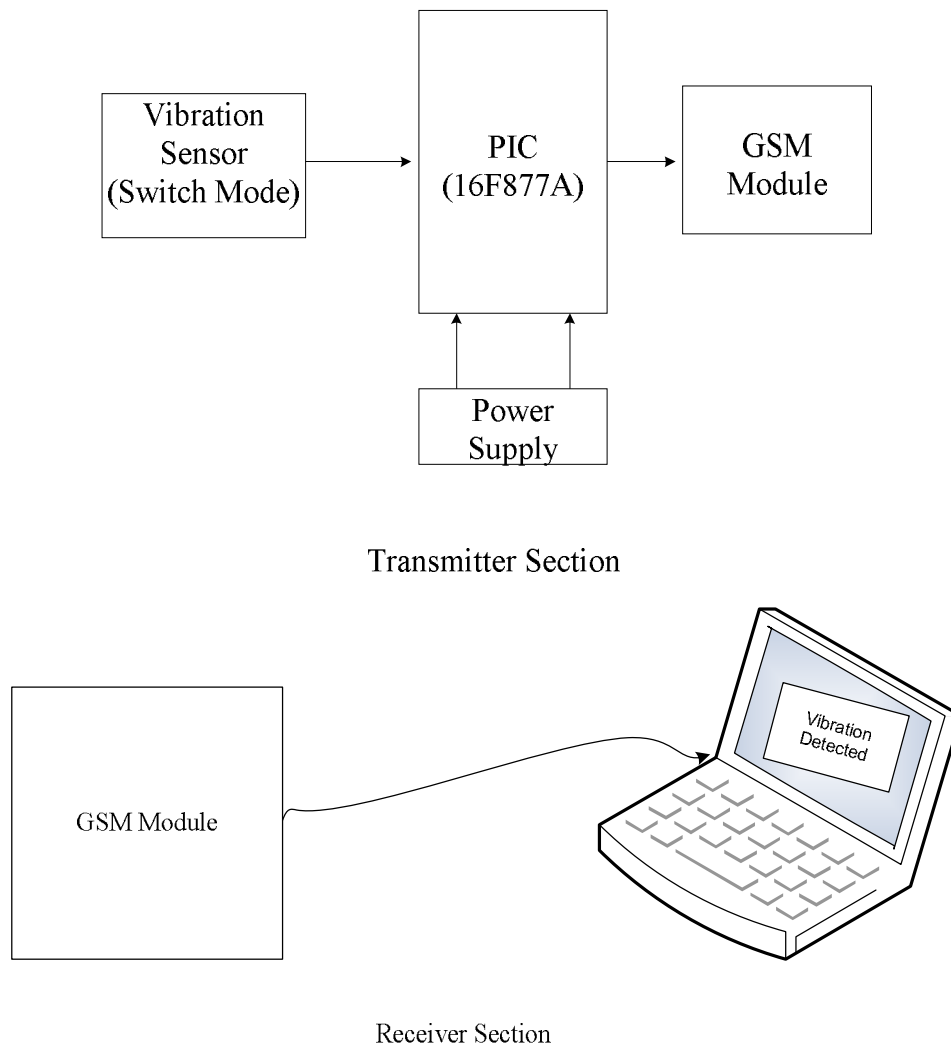 Vibration
Sensor
(Switch Mode)
PIC
(16F877A)
GSM
Module
Power
Supply
Transmitter Section
GSM Module
Vibration
Detected
Receiver Section